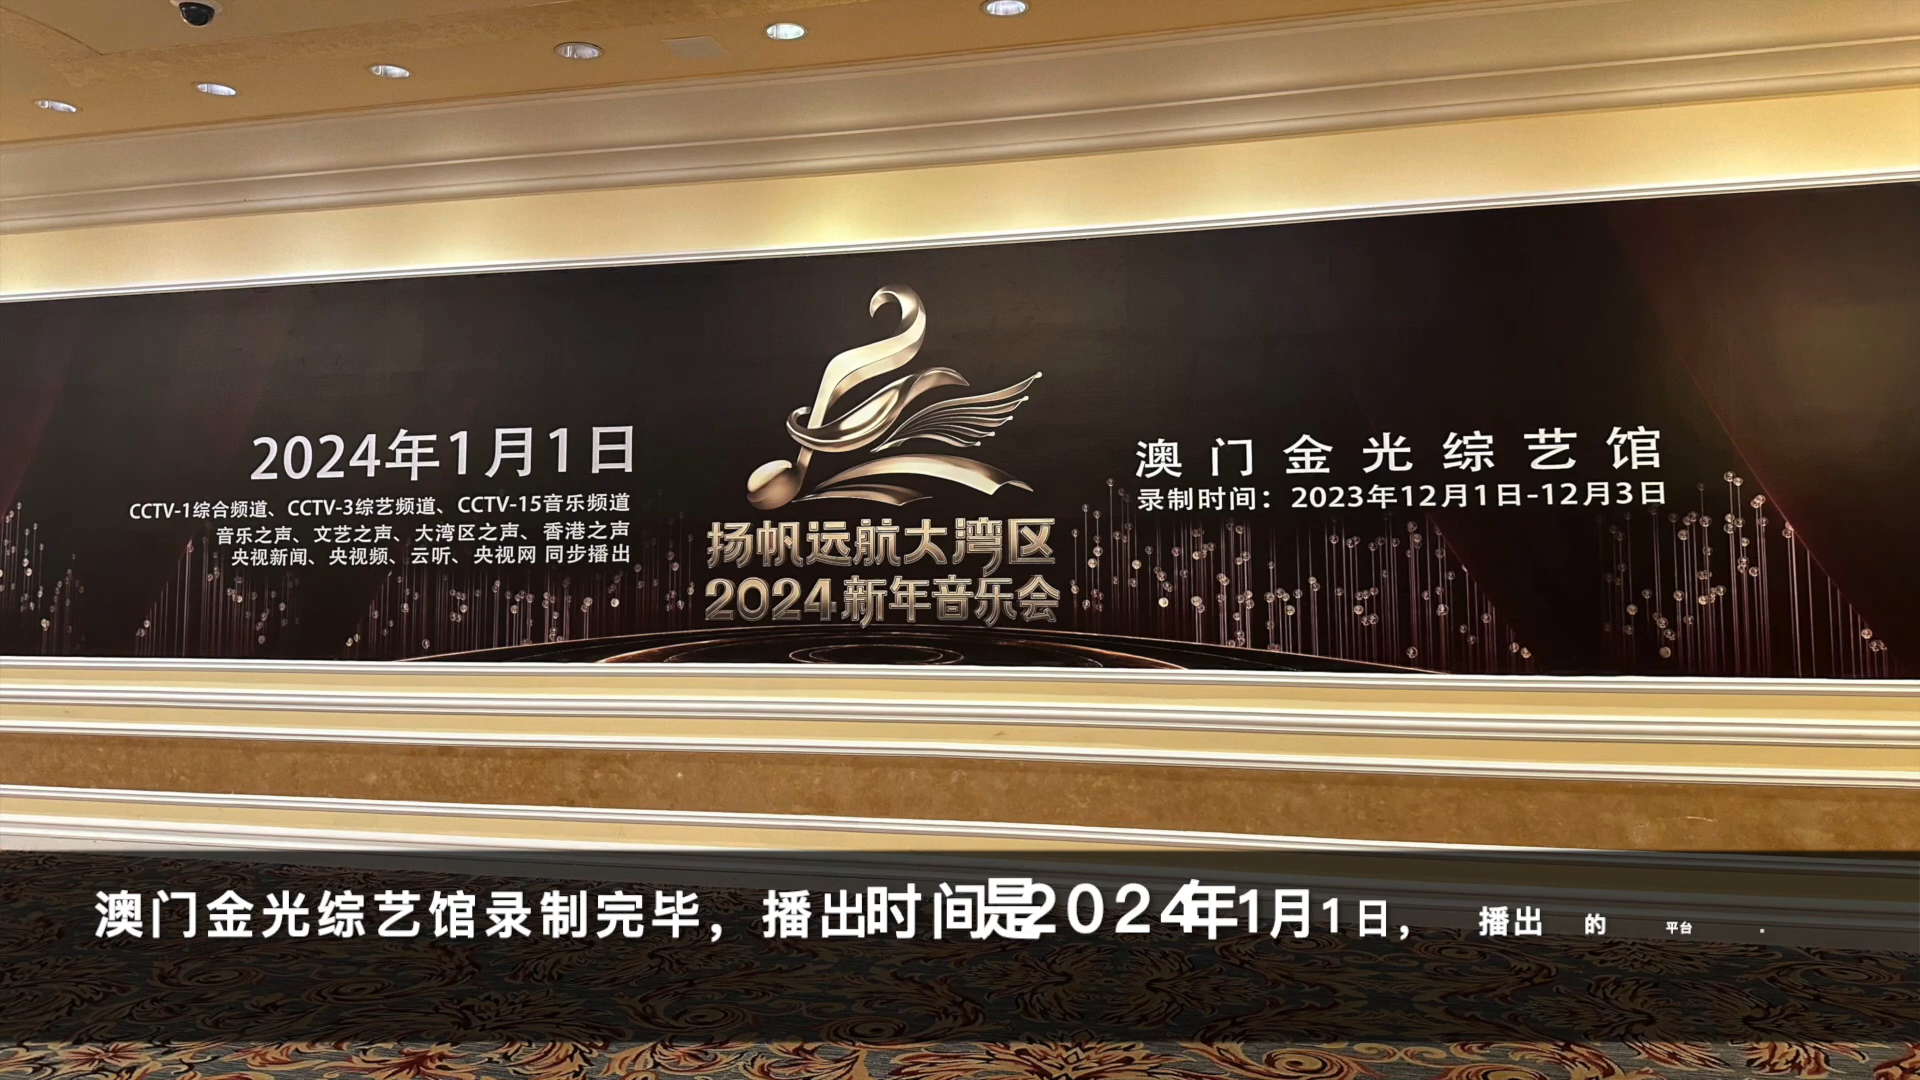 2024年1月1日
CCTV-1综合频道、CCTV-3综艺频道、CCTV-15音乐频道
音乐之声、文艺之声、大湾区之声、香港之声
央视新闻、央视频、云听、央视网 同步播出
扬帆远航大湾区
2024新年音乐会
澳门金光综艺馆
录制时间：2023年12月1日-12月3日
澳门金光综艺馆录制完毕，播出时间是2024年1月1日，播出的平台